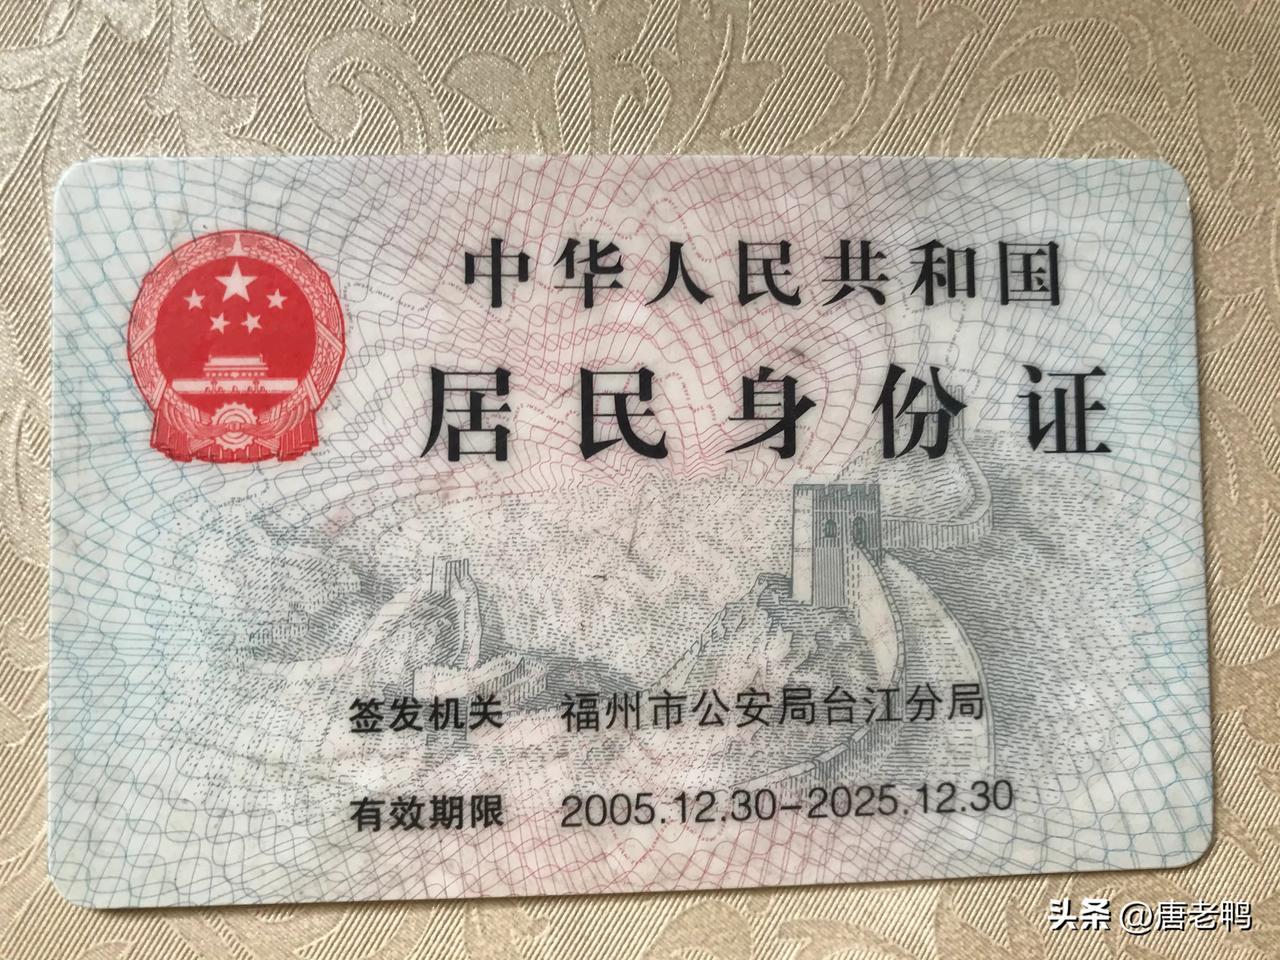 中华人民共和国
居民身份证
签发机关 福州市公安局台江分局
有效期限 2005.12.30-2025.12.30
头条 @唐老鸭